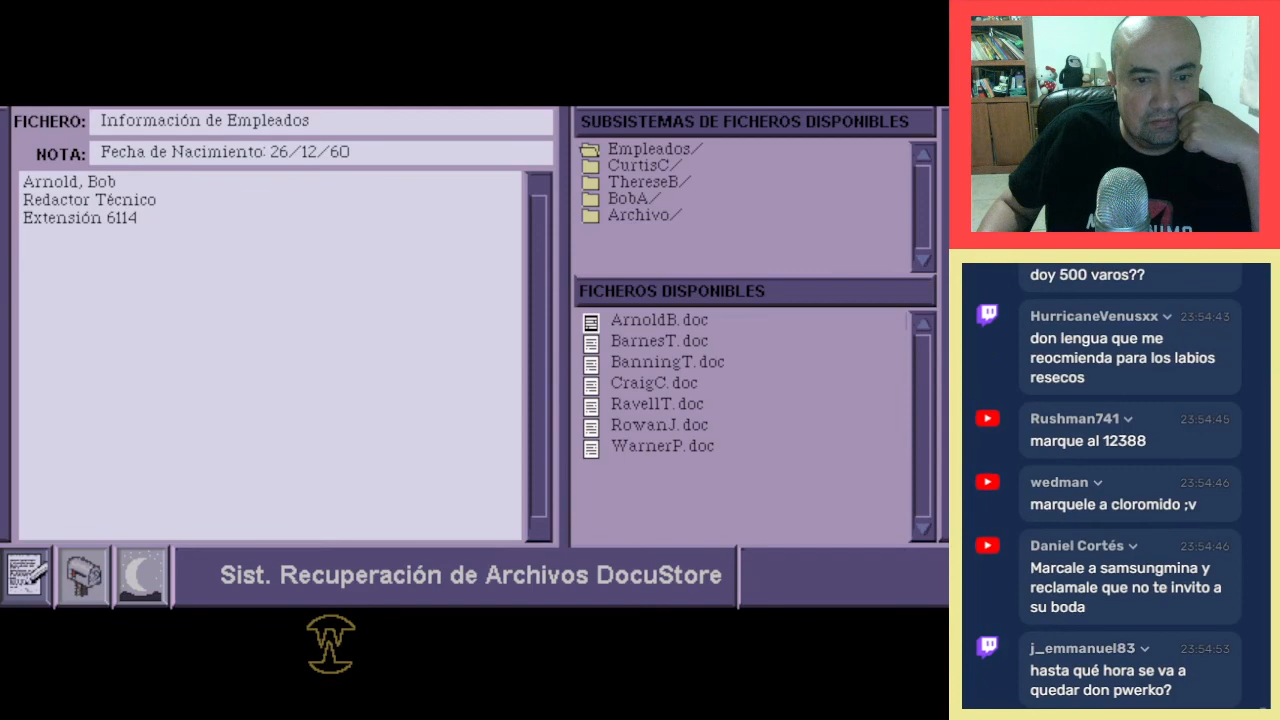 FICHERO: Información de Empleados
NOTA: Fecha de Nacimiento: 26/12/60
Arnold, Bob
Redactor Técnico
Extensión 6114
SUBSISTEMAS DE FICHEROS DISPONIBLES
Empleados/
CurtisC/
ThereseB/
BobA/
Archivo/
FICHEROS DISPONIBLES
ArnoldB.doc
BarnesT.doc
BanningT.doc
CraigC.doc
RavellT.doc
RowanJ.doc
WarnerP.doc
Sist. Recuperación de Archivos DocuStore
doy 500 varos??
HurricaneVenusxx 23:54:43
don lengua que me
reocmienda para los labios
resecos
Rushman741 23:54:45
marque al 12388
wedman 23:54:46
marquele a cloromido ;v
Daniel Cortés 23:54:46
Marcale a samsungmina y
reclamale que no te invito a
su boda
j_emmanuel83 23:54:53
hasta qué hora se va a
quedar don pwerko?